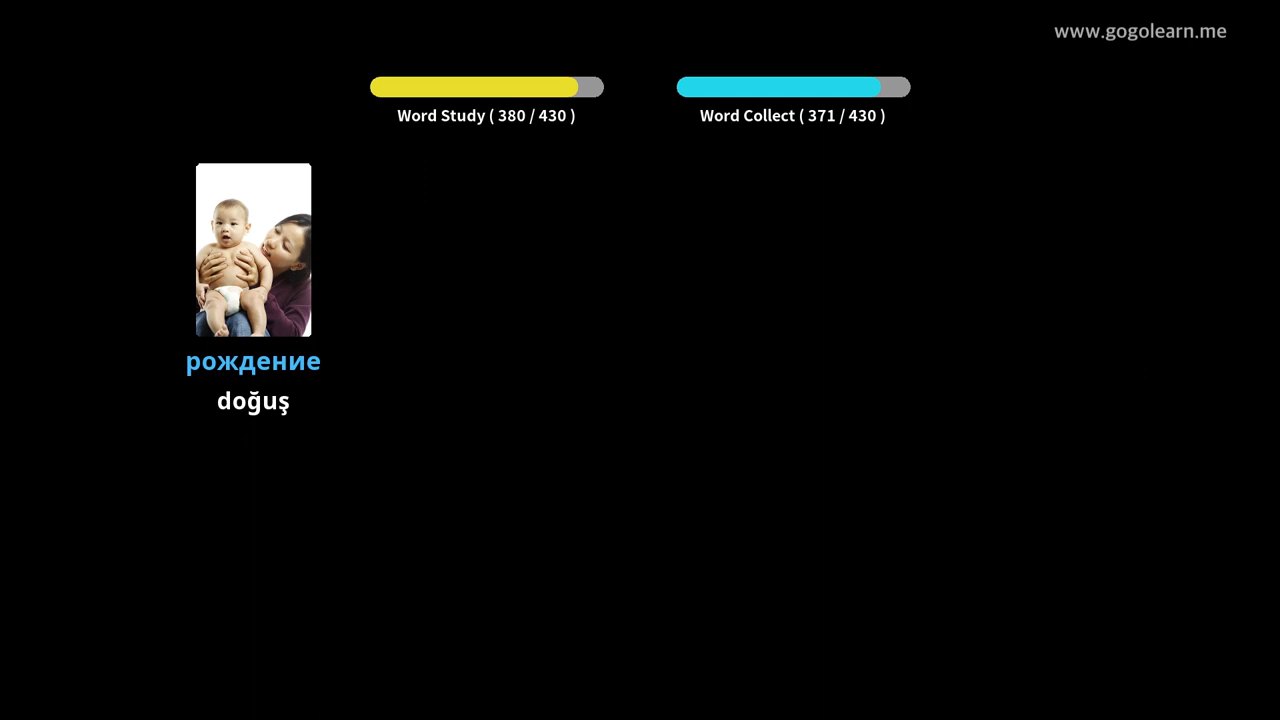 www.gogolearn.me
Word Study ( 380 / 430 )
Word Collect ( 371 / 430 )
рождение
doğuş